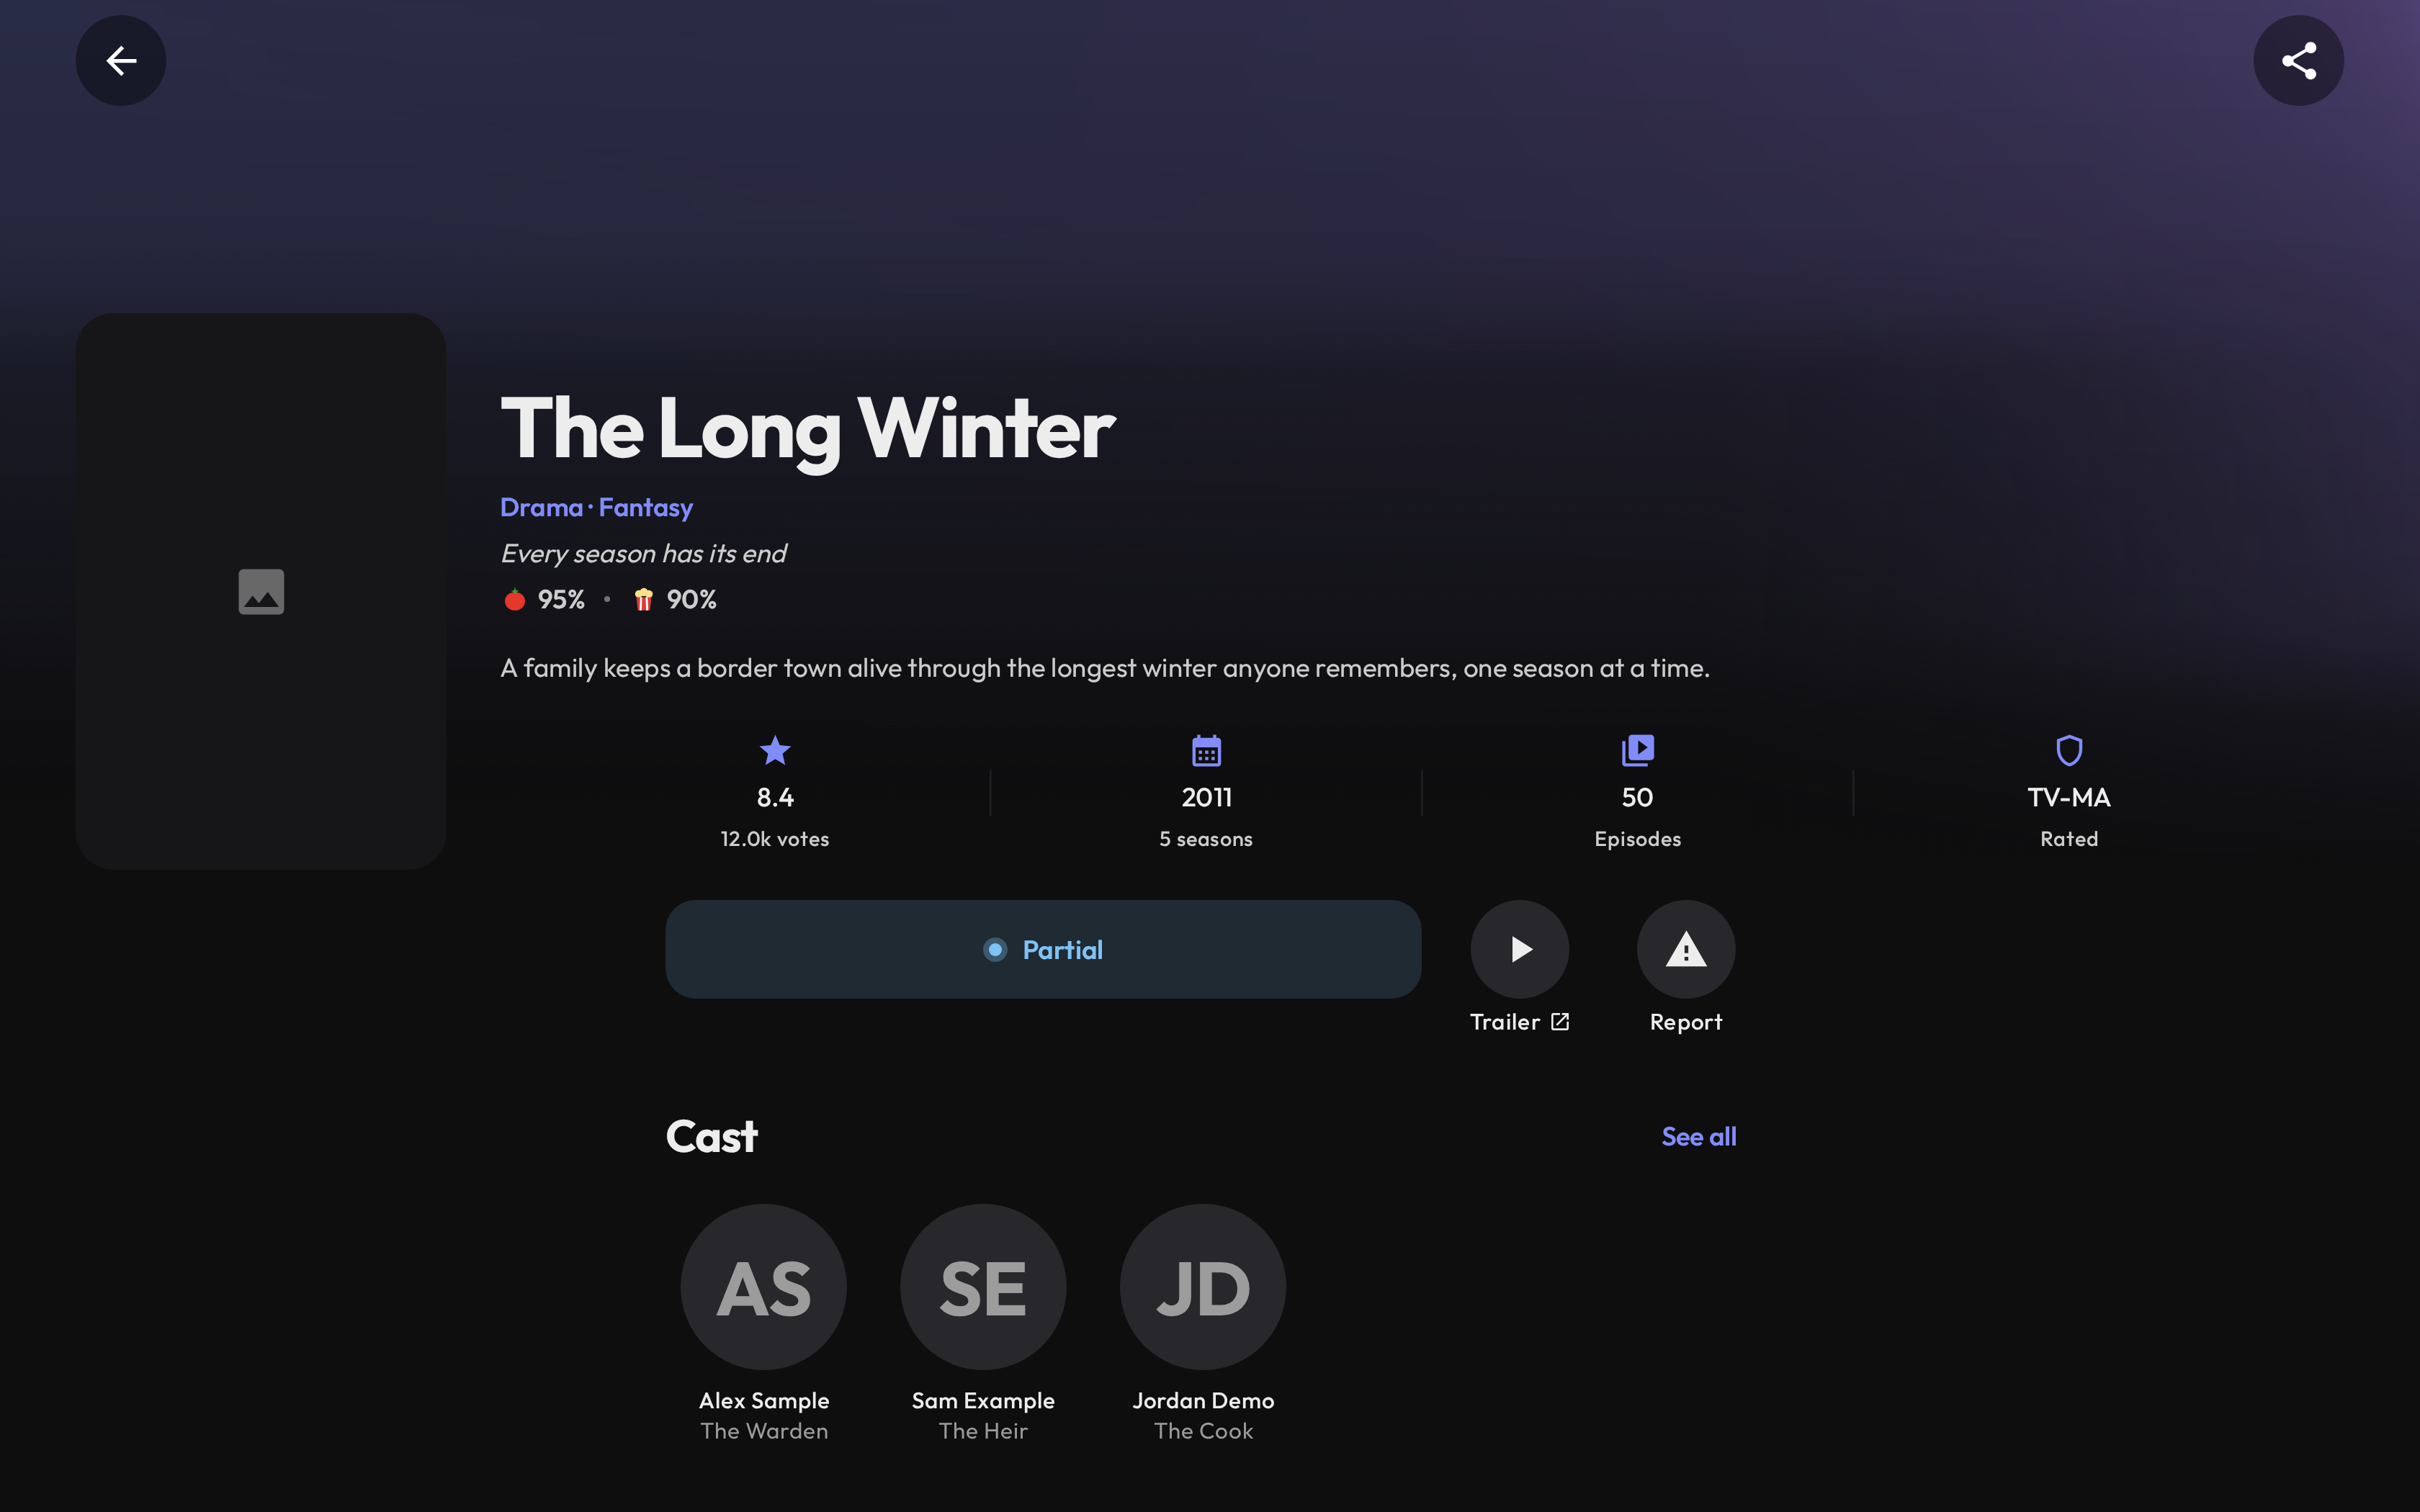 The Long Winter
Drama · Fantasy
Every season has its end
95% • 90%
A family keeps a border town alive through the longest winter anyone remembers, one season at a time.
8.4
12.0k votes
2011
5 seasons
50
Episodes
TV-MA
Rated
Partial
Trailer
Report
Cast
See all
AS
SE
JD
Alex Sample
The Warden
Sam Example
The Heir
Jordan Demo
The Cook